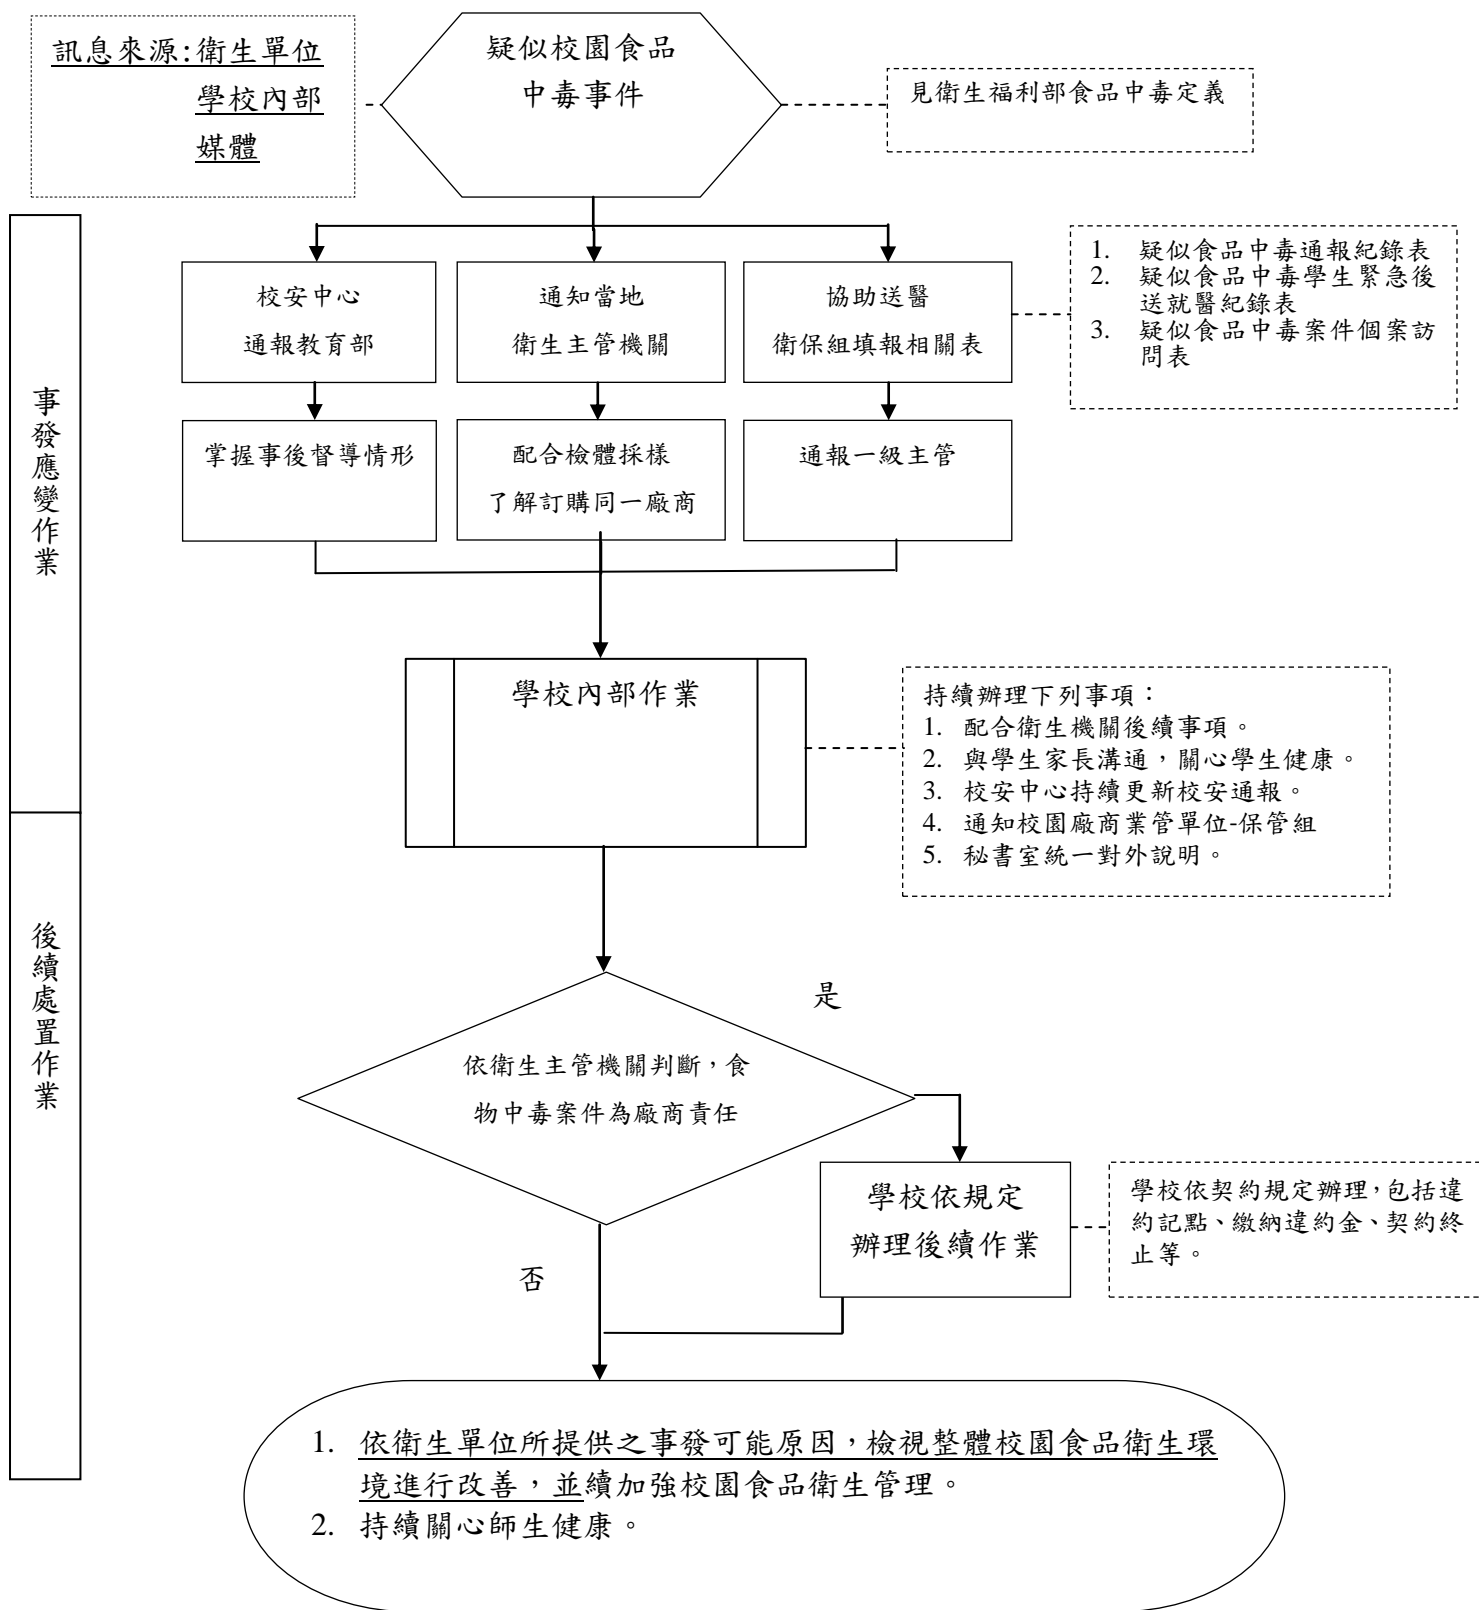 訊息來源:衛生單位
學校內部
媒體
疑似校園食品
中毒事件
見衛生福利部食品中毒定義
事發應變作業
校安中心
通報教育部
通知當地
衛生主管機關
協助送醫
衛保組填報相關表
1. 疑似食品中毒通報紀錄表
2. 疑似食品中毒學生緊急後
送就醫紀錄表
3. 疑似食品中毒案件個案訪
問表
掌握事後督導情形
配合檢體採樣
了解訂購同一廠商
通報一級主管
學校內部作業
持續辦理下列事項：
1. 配合衛生機關後續事項。
2. 與學生家長溝通，關心學生健康。
3. 校安中心持續更新校安通報。
4. 通知校園廠商業管單位-保管組
5. 秘書室統一對外說明。
後續處置作業
是
依衛生主管機關判斷，食
物中毒案件為廠商責任
學校依規定
辦理後續作業
學校依契約規定辦理，包括違
約記點、繳納違約金、契約終
止等。
否
1. 依衛生單位所提供之事發可能原因，檢視整體校園食品衛生環
境進行改善，並續加強校園食品衛生管理。
2. 持續關心師生健康。